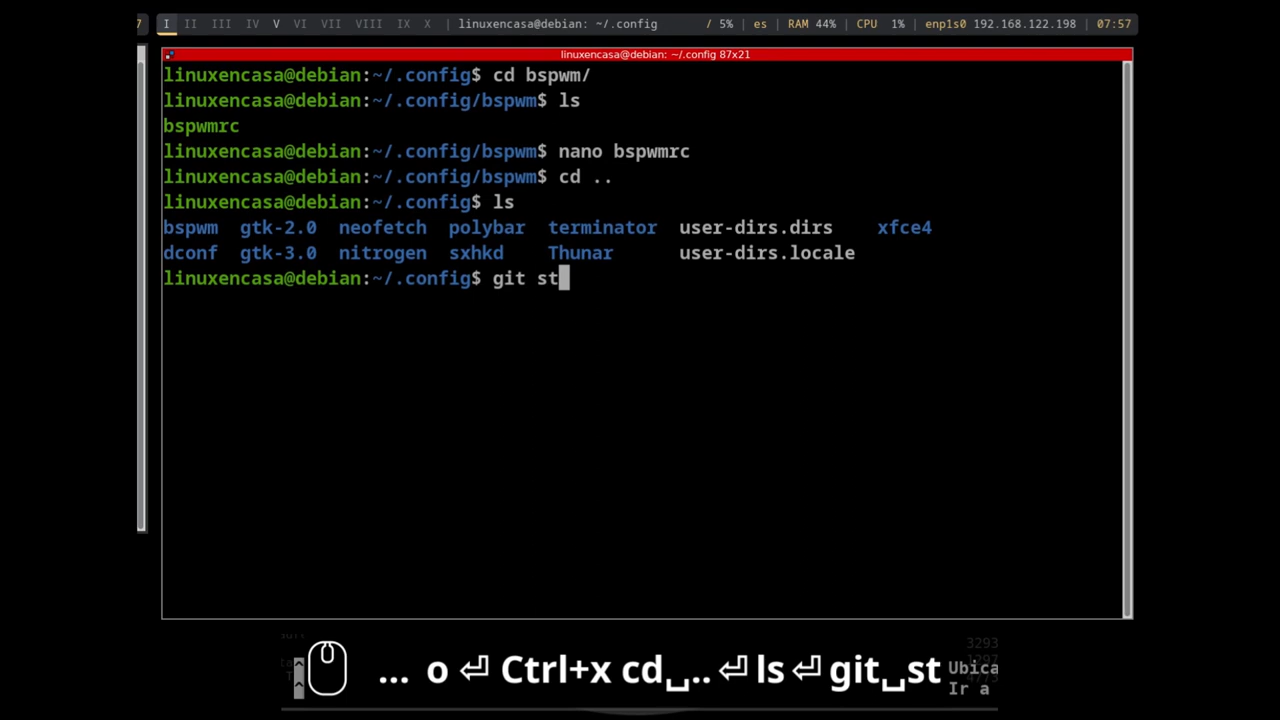 7 I II III IV V VI VII VIII IX X | linuxencasa@debian: ~/.config / 5% | es | RAM 44% | CPU 1% | enp1s0 192.168.122.198 | 07:57
linuxencasa@debian: ~/.config 87x21
linuxencasa@debian:~/.config$ cd bspwm/
linuxencasa@debian:~/.config/bspwm$ ls
bspwmrc
linuxencasa@debian:~/.config/bspwm$ nano bspwmrc
linuxencasa@debian:~/.config/bspwm$ cd ..
linuxencasa@debian:~/.config$ ls
bspwm gtk-2.0 neofetch polybar terminator user-dirs.dirs xfce4
dconf gtk-3.0 nitrogen sxhkd Thunar user-dirs.locale
linuxencasa@debian:~/.config$ git st
3293
... o ⏎ Ctrl+x cd␣..⏎ ls⏎ git␣st
Ubica
Ir a